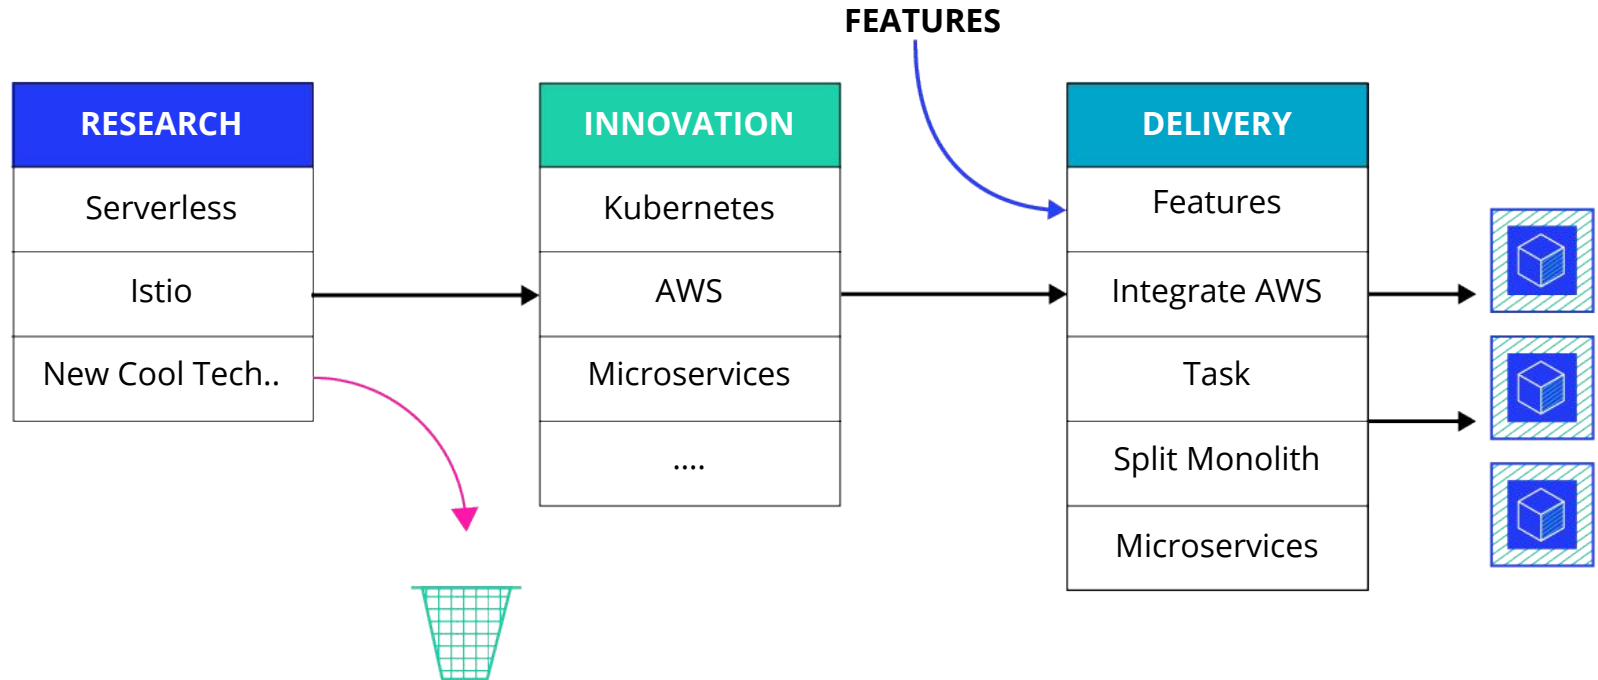 FEATURES
RESEARCH
Serverless
Istio
New Cool Tech..
INNOVATION
Kubernetes
AWS
Microservices
....
DELIVERY
Features
Integrate AWS
Task
Split Monolith
Microservices